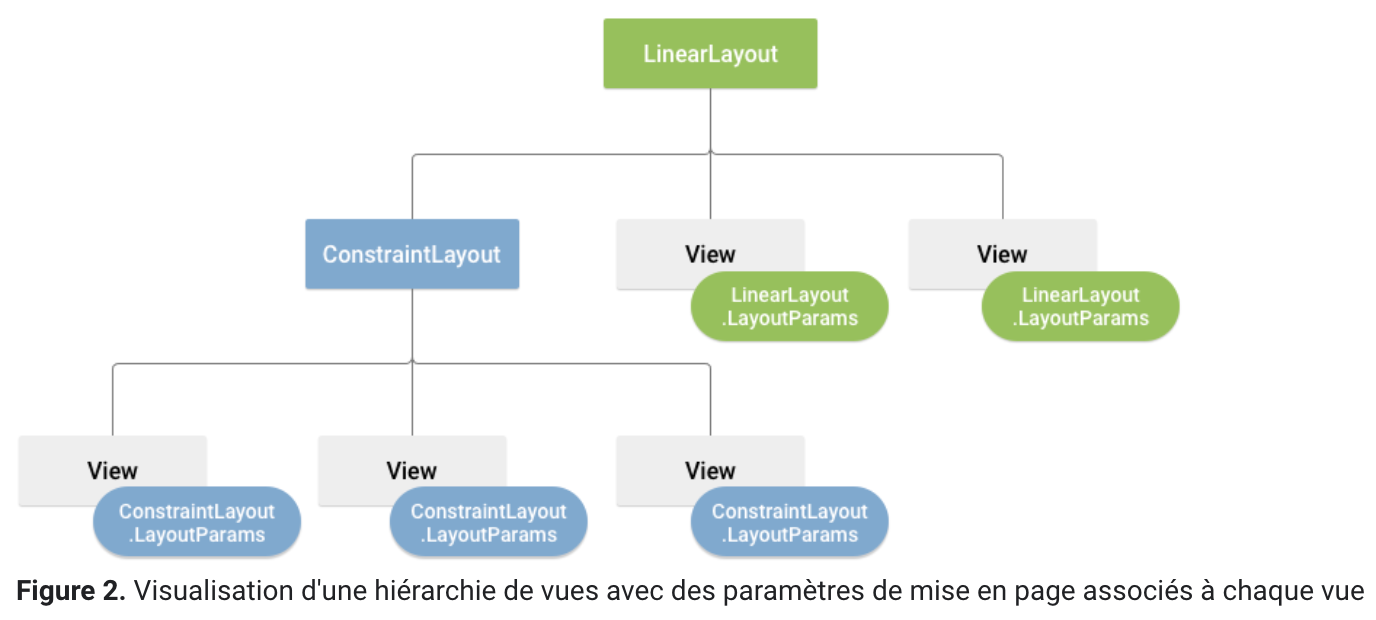 LinearLayout
ConstraintLayout
View
LinearLayout
.LayoutParams
View
LinearLayout
.LayoutParams
View
ConstraintLayout
.LayoutParams
View
ConstraintLayout
.LayoutParams
View
ConstraintLayout
.LayoutParams
Figure 2. Visualisation d'une hiérarchie de vues avec des paramètres de mise en page associés à chaque vue